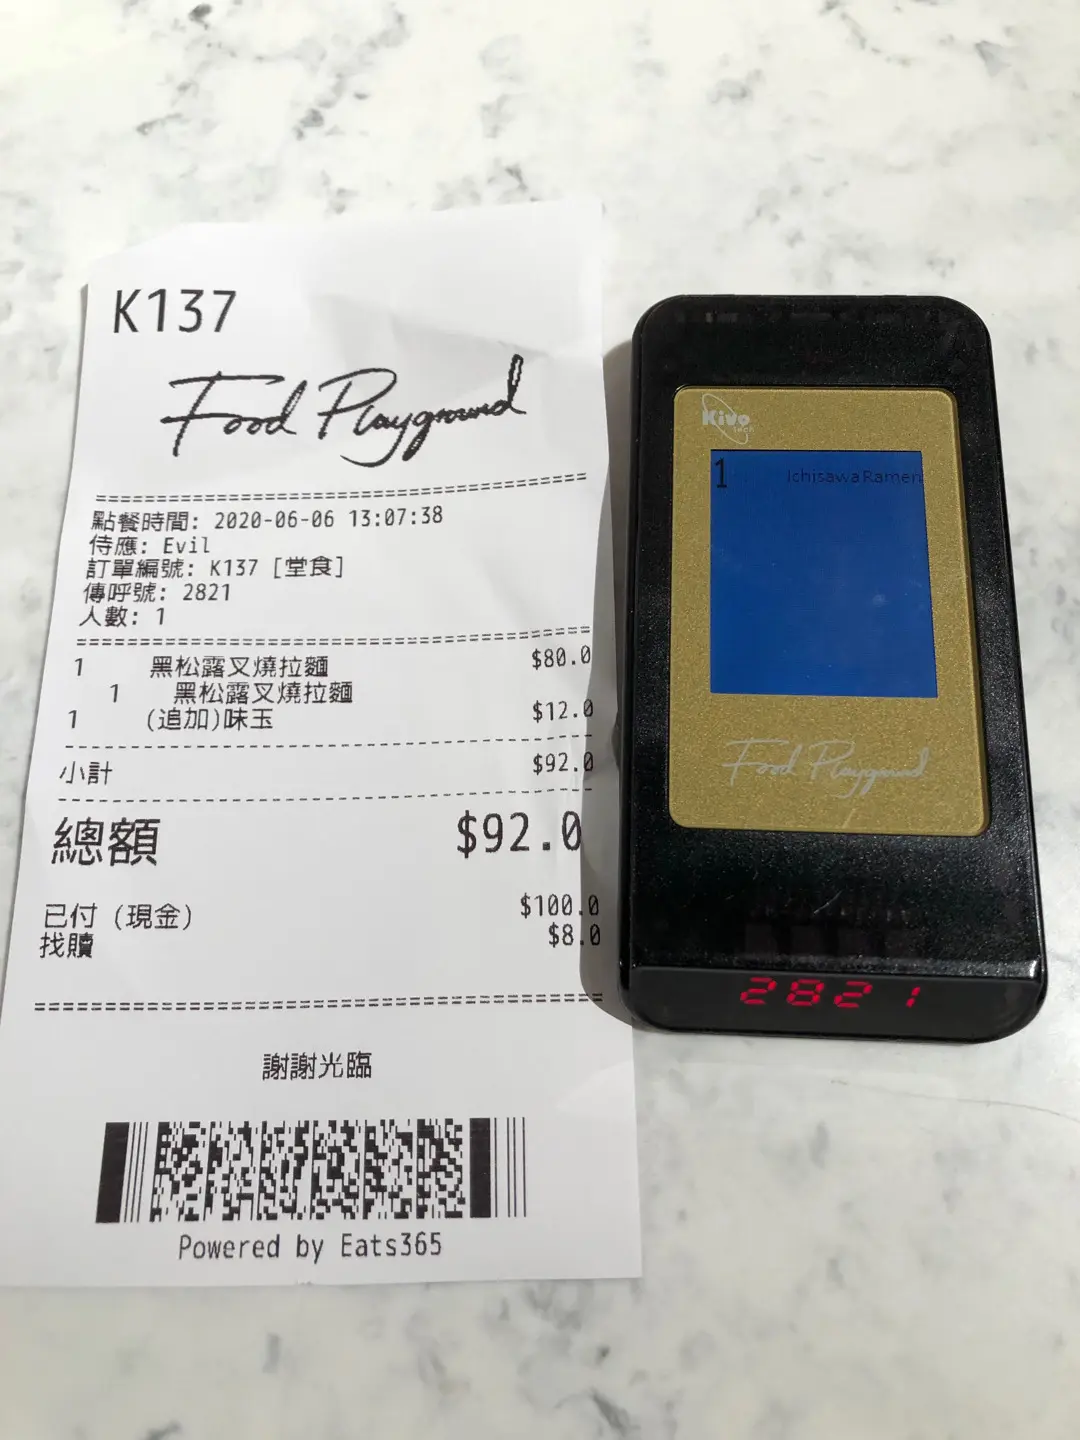 K137
Food Playground
點餐時間: 2020-06-06 13:07:38
侍應: Evil
訂單編號: K137 [堂食]
傳呼號: 2821
人數: 1
1 黑松露叉燒拉麵 $80.0
1 黑松露叉燒拉麵
1 (追加)味玉 $12.0
小計 $92.0
總額 $92.0
已付 (現金) $100.0
找贖 $8.0
謝謝光臨
Powered by Eats365
Kivo
tech
1 Ichisawa Ramen
Food Playground
2821